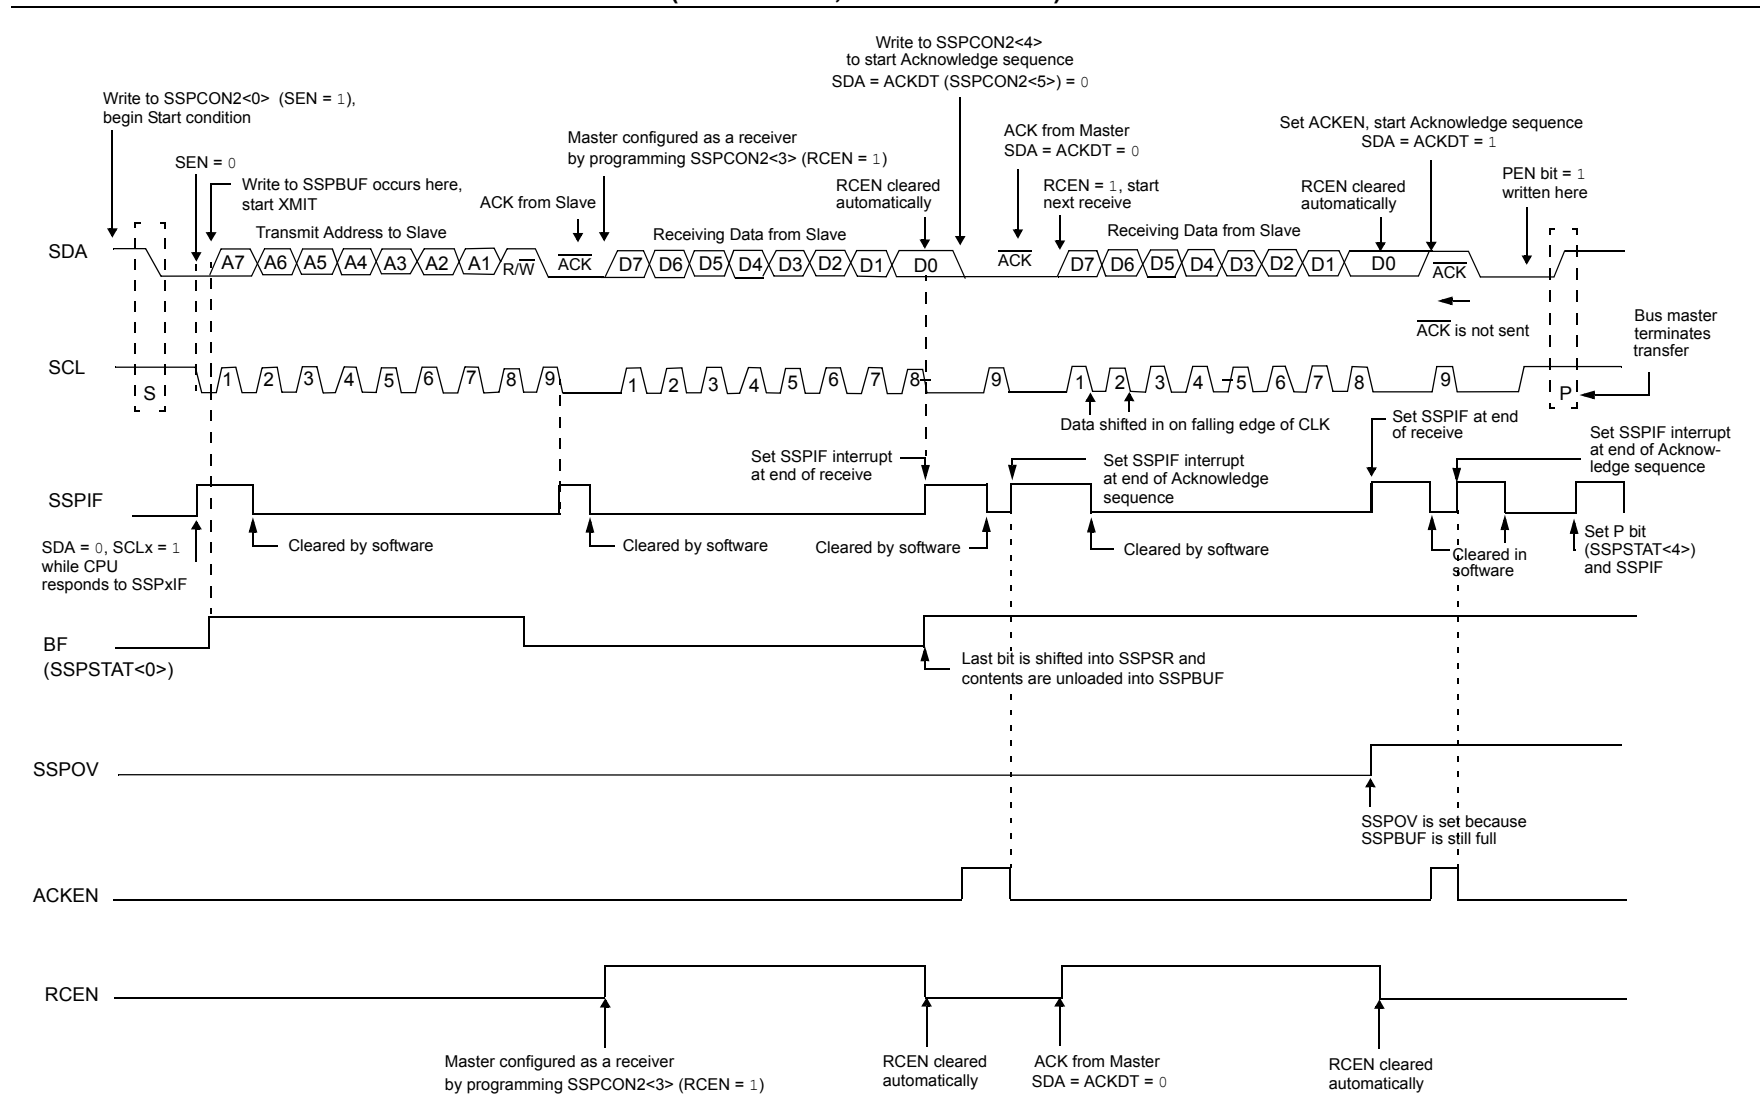 Write to SSPCON2<4>
to start Acknowledge sequence
SDA = ACKDT (SSPCON2<5>) = 0
Write to SSPCON2<0> (SEN = 1),
begin Start condition
Master configured as a receiver
by programming SSPCON2<3> (RCEN = 1)
ACK from Master
SDA = ACKDT = 0
Set ACKEN, start Acknowledge sequence
SDA = ACKDT = 1
SEN = 0
Write to SSPBUF occurs here,
start XMIT
ACK from Slave
RCEN cleared
automatically
RCEN = 1, start
next receive
RCEN cleared
automatically
PEN bit = 1
written here
Transmit Address to Slave
Receiving Data from Slave
Receiving Data from Slave
SDA A7 A6 A5 A4 A3 A2 A1 R/W ACK D7 D6 D5 D4 D3 D2 D1 D0 ACK D7 D6 D5 D4 D3 D2 D1 D0 ACK
ACK is not sent
Bus master
terminates
transfer
SCL S 1 2 3 4 5 6 7 8 9 1 2 3 4 5 6 7 8 9 1 2 3 4 5 6 7 8 9 P
Data shifted in on falling edge of CLK
Set SSPIF at end
of receive
Set SSPIF interrupt
at end of Acknow-
ledge sequence
Set SSPIF interrupt
at end of receive
Set SSPIF interrupt
at end of Acknowledge
sequence
SSPIF
SDA = 0, SCLx = 1
while CPU
responds to SSPxIF
Cleared by software
Cleared by software
Cleared by software
Cleared by software
Cleared in
software
Set P bit
(SSPSTAT<4>)
and SSPIF
BF
(SSPSTAT<0>)
Last bit is shifted into SSPSR and
contents are unloaded into SSPBUF
SSPOV
SSPOV is set because
SSPBUF is still full
ACKEN
RCEN
Master configured as a receiver
by programming SSPCON2<3> (RCEN = 1)
RCEN cleared
automatically
ACK from Master
SDA = ACKDT = 0
RCEN cleared
automatically